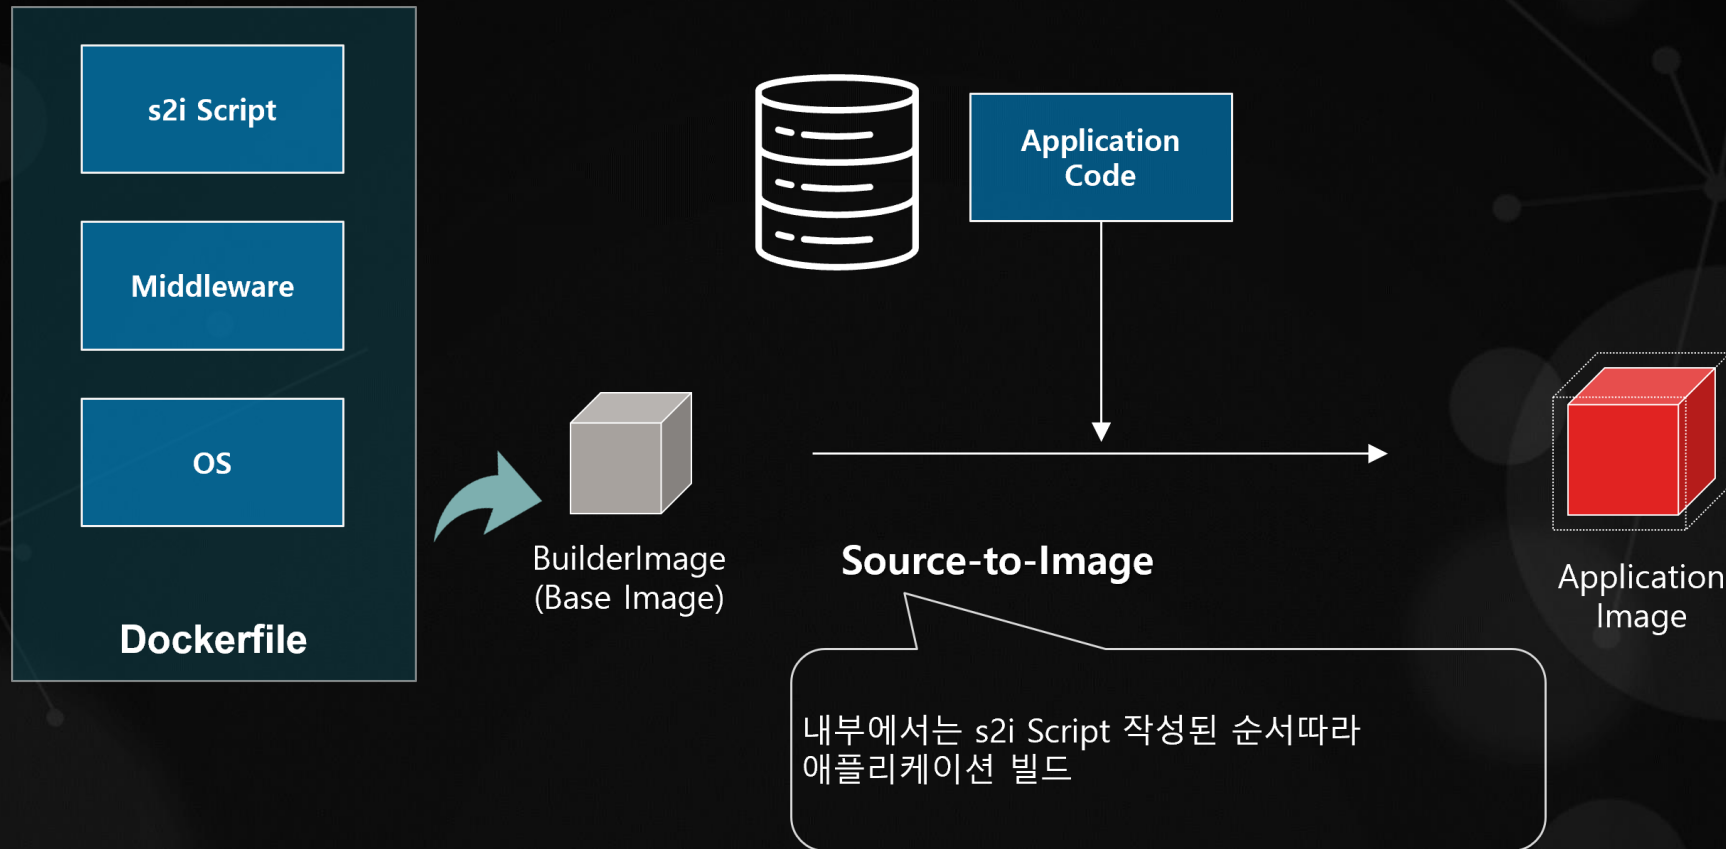 s2i Script
Middleware
OS
Dockerfile
BuilderImage
(Base Image)
Application
Code
Source-to-Image
내부에서는 s2i Script 작성된 순서따라
애플리케이션 빌드
Application
Image